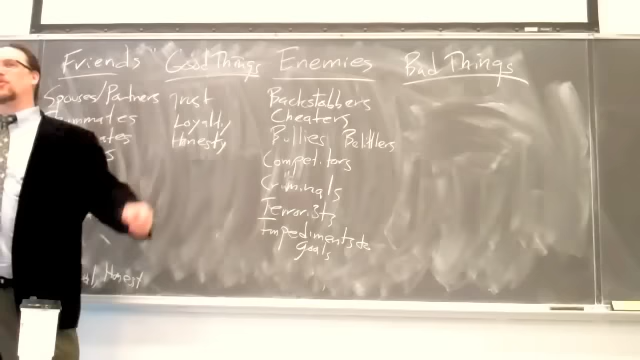 Friends Good Things Enemies Bad Things
Spouses/Partners
Trust
Loyalty
Honesty
Backstabbers
Cheaters
Bullies
Competitors
Criminals
Terrorists
Impediments to
goals
Honest